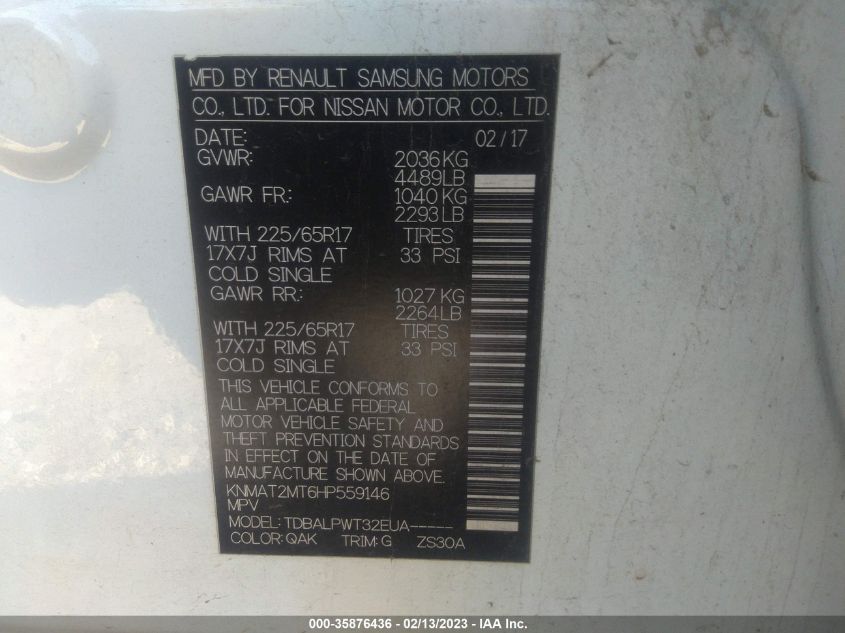 MFD BY RENAULT SAMSUNG MOTORS
CO., LTD. FOR NISSAN MOTOR CO., LTD.
DATE: 02/17
GVWR: 2036KG
4489LB
GAWR FR: 1040KG
2293LB
WITH 225/65R17 TIRES
17X7J RIMS AT 33 PSI
COLD SINGLE
GAWR RR: 1027KG
2264LB
WITH 225/65R17 TIRES
17X7J RIMS AT 33 PSI
COLD SINGLE
THIS VEHICLE CONFORMS TO
ALL APPLICABLE FEDERAL
MOTOR VEHICLE SAFETY AND
THEFT PREVENTION STANDARDS
IN EFFECT ON THE DATE OF
MANUFACTURE SHOWN ABOVE.
KNMAT2MT6HP559146
MPV
MODEL: TDBALPWT32EUA-----
COLOR: QAK TRIM: G ZS30A
000-35876436 - 02/13/2023 - IAA Inc.